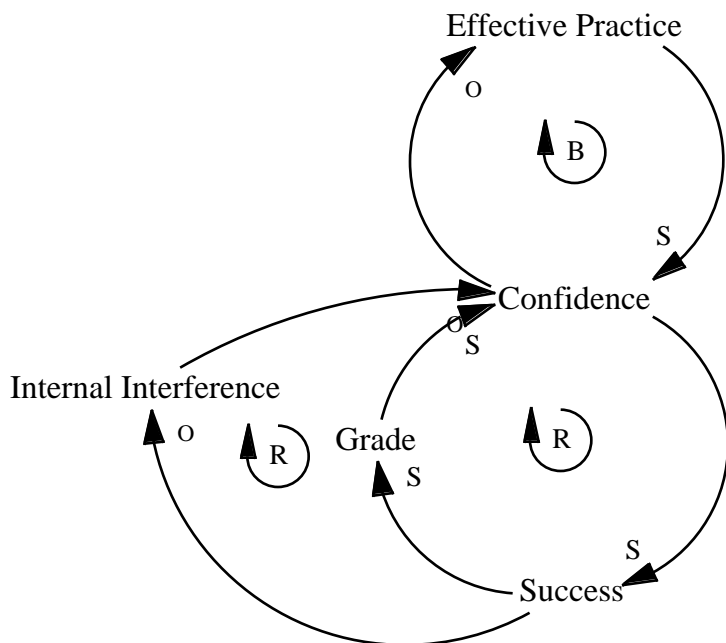 Effective Practice
O
B
S
Confidence
O
S
Internal Interference
O
R
Grade
S
R
S
Success